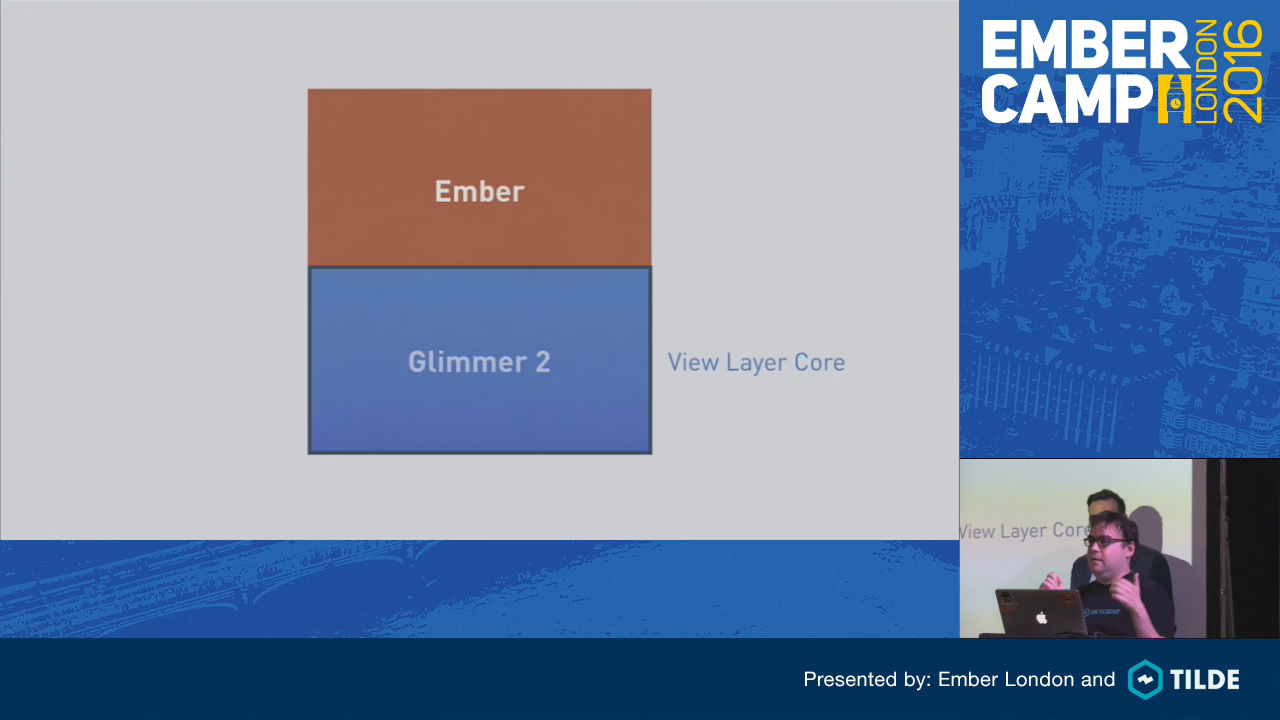 Ember
Glimmer 2
View Layer Core
EMBER
CAMP
LONDON
2016
View Layer Core
SKYLIGHT
Presented by: Ember London and
TILDE